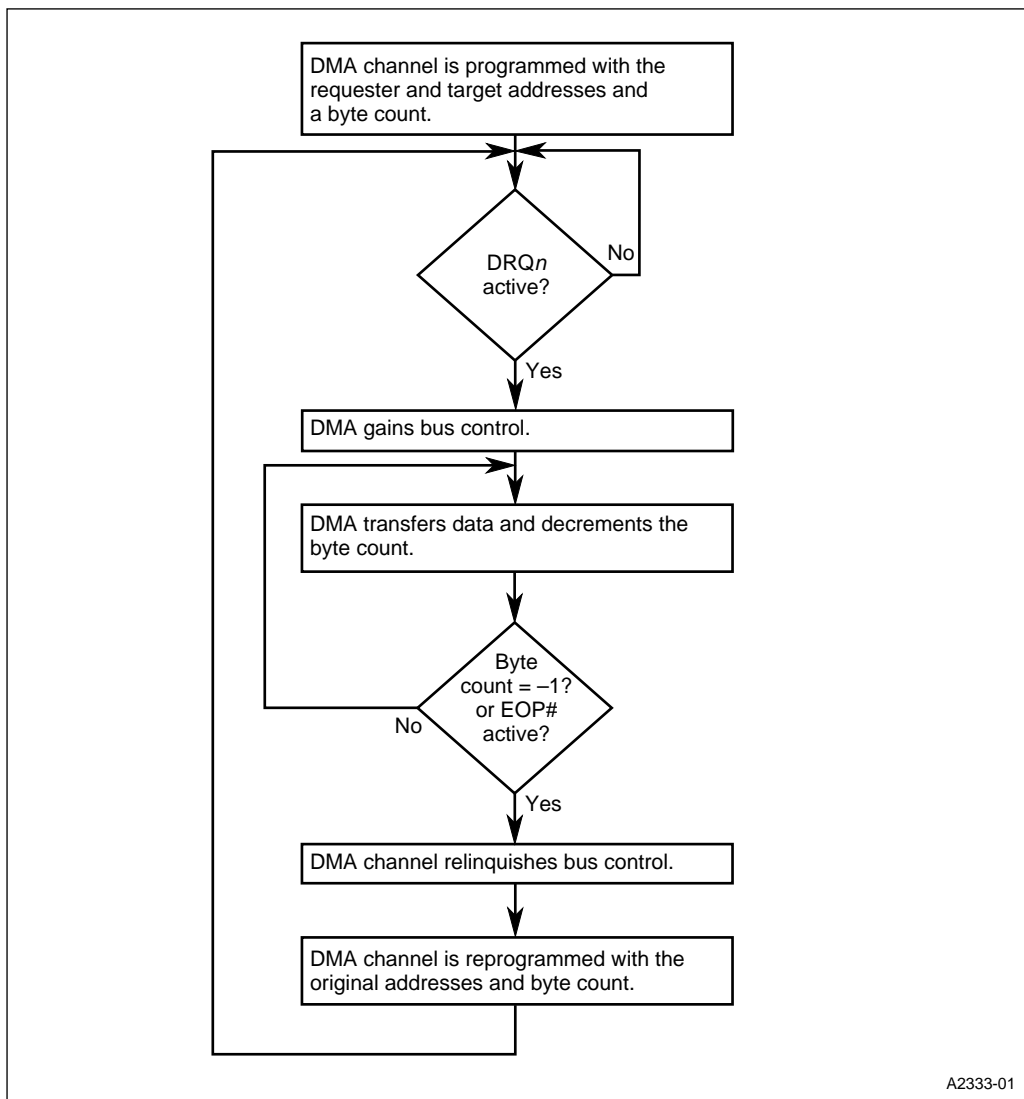 DMA channel is programmed with the
requester and target addresses and
a byte count.
DRQn
active?
No
Yes
DMA gains bus control.
DMA transfers data and decrements the
byte count.
Byte
count = –1?
or EOP#
active?
No
Yes
DMA channel relinquishes bus control.
DMA channel is reprogrammed with the
original addresses and byte count.
A2333-01